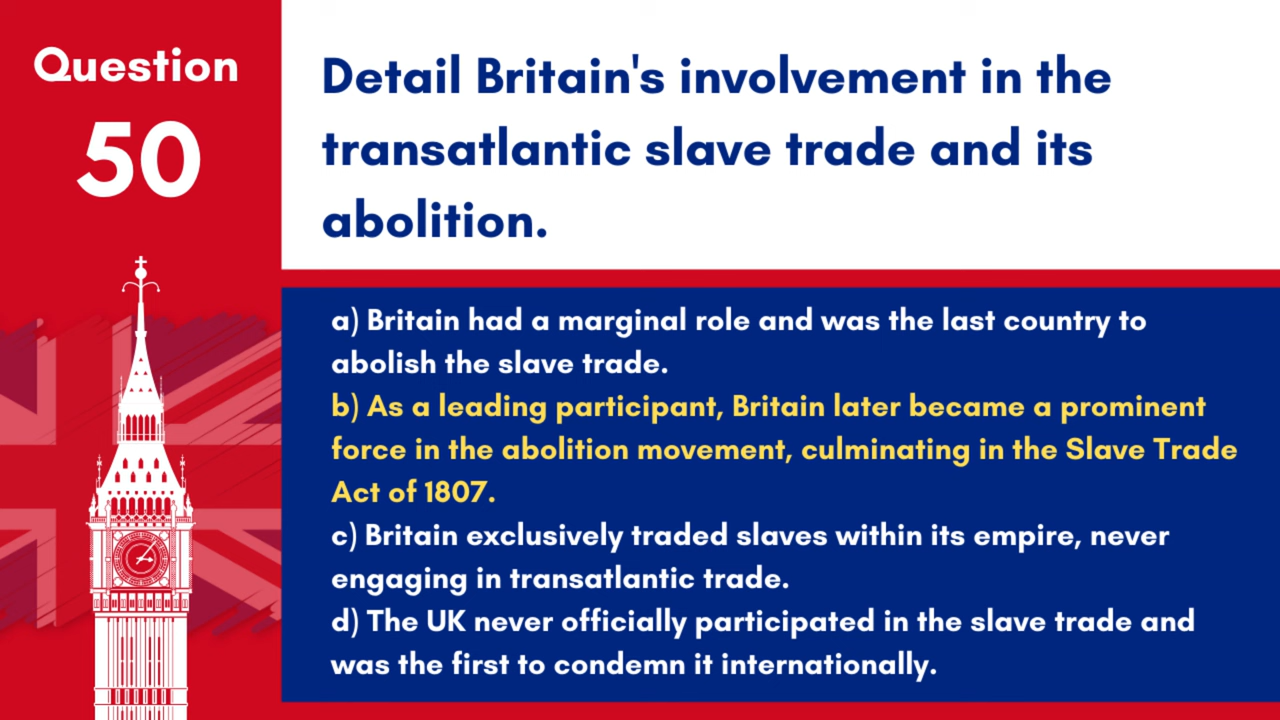 Question
50
Detail Britain's involvement in the
transatlantic slave trade and its
abolition.
a) Britain had a marginal role and was the last country to
abolish the slave trade.
b) As a leading participant, Britain later became a prominent
force in the abolition movement, culminating in the Slave Trade
Act of 1807.
c) Britain exclusively traded slaves within its empire, never
engaging in transatlantic trade.
d) The UK never officially participated in the slave trade and
was the first to condemn it internationally.